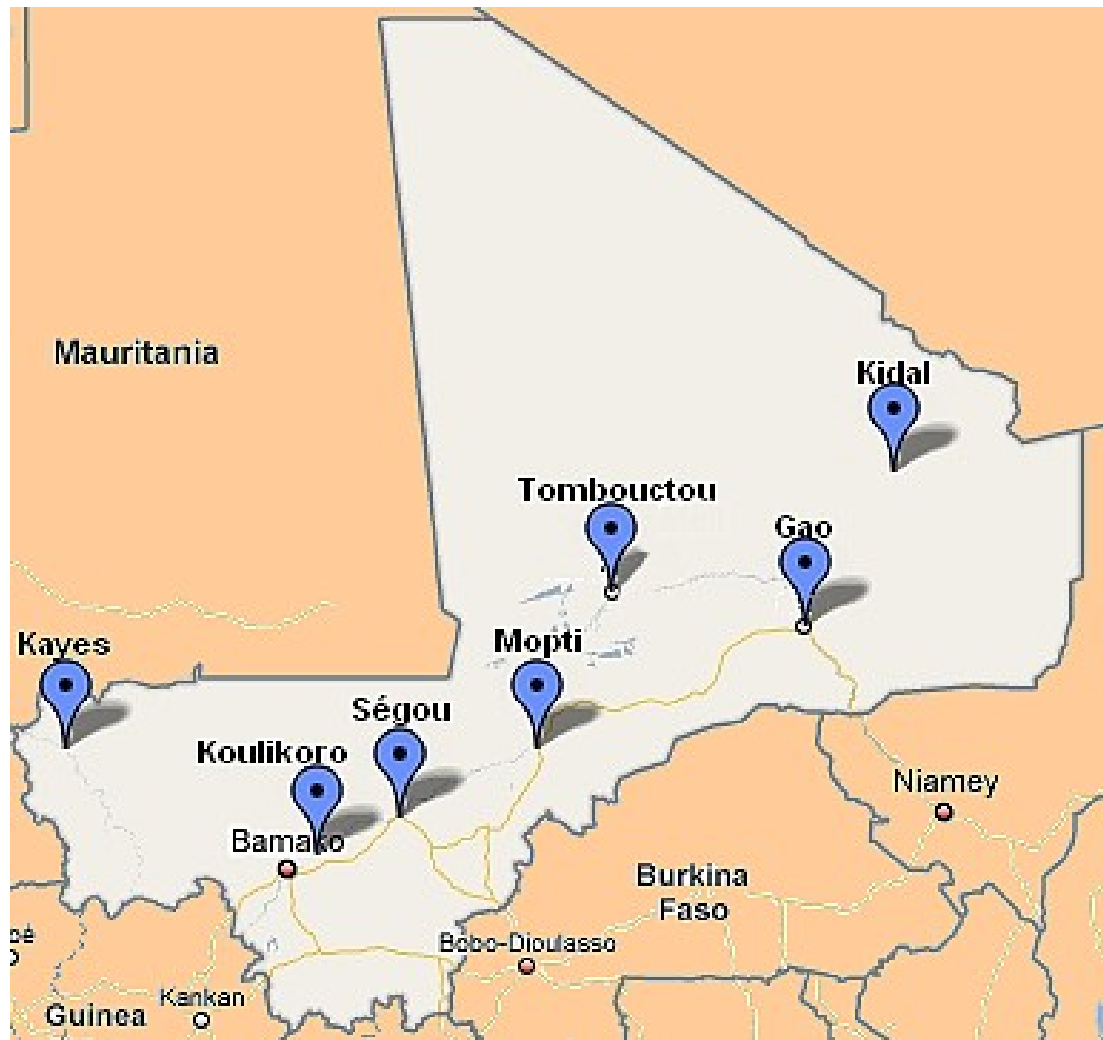 Mauritania
Kidal
Tombouctou
Gao
Kayes
Mopti
Ségou
Koulikoro
Niamey
Bamako
Burkina
Faso
Bobo-Dioulasso
Kankan
Guinea